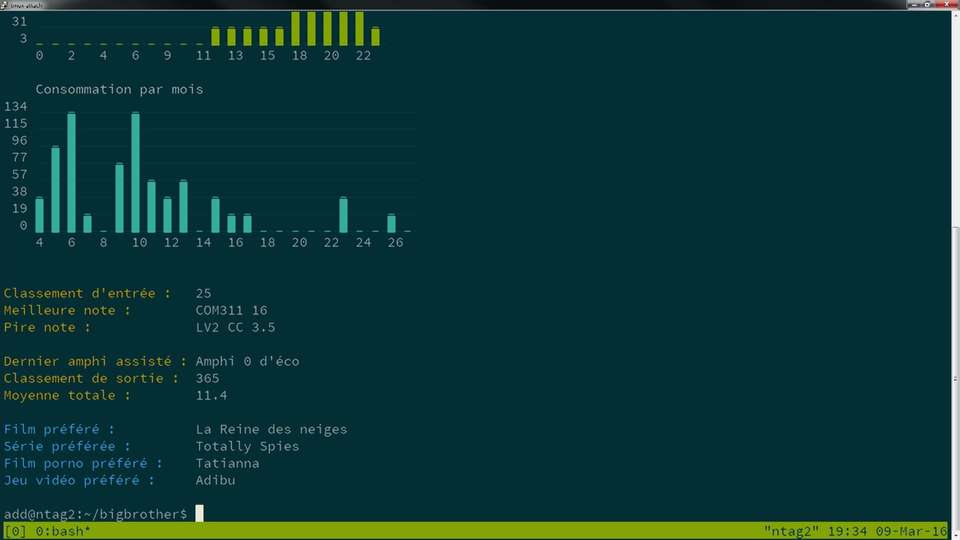 tmux attach
31
3
0 2 4 6 9 11 13 15 18 20 22
Consommation par mois
134
115
96
77
57
38
19
0
4 6 8 10 12 14 16 18 20 22 24 26
Classement d'entrée : 25
Meilleure note : COM311 16
Pire note : LV2 CC 3.5
Dernier amphi assisté : Amphi 0 d'éco
Classement de sortie : 365
Moyenne totale : 11.4
Film préféré : La Reine des neiges
Série préférée : Totally Spies
Film porno préféré : Tatianna
Jeu vidéo préféré : Adibu
add@ntag2:~/bigbrother$
[0] 0:bash* "ntag2" 19:34 09-Mar-16